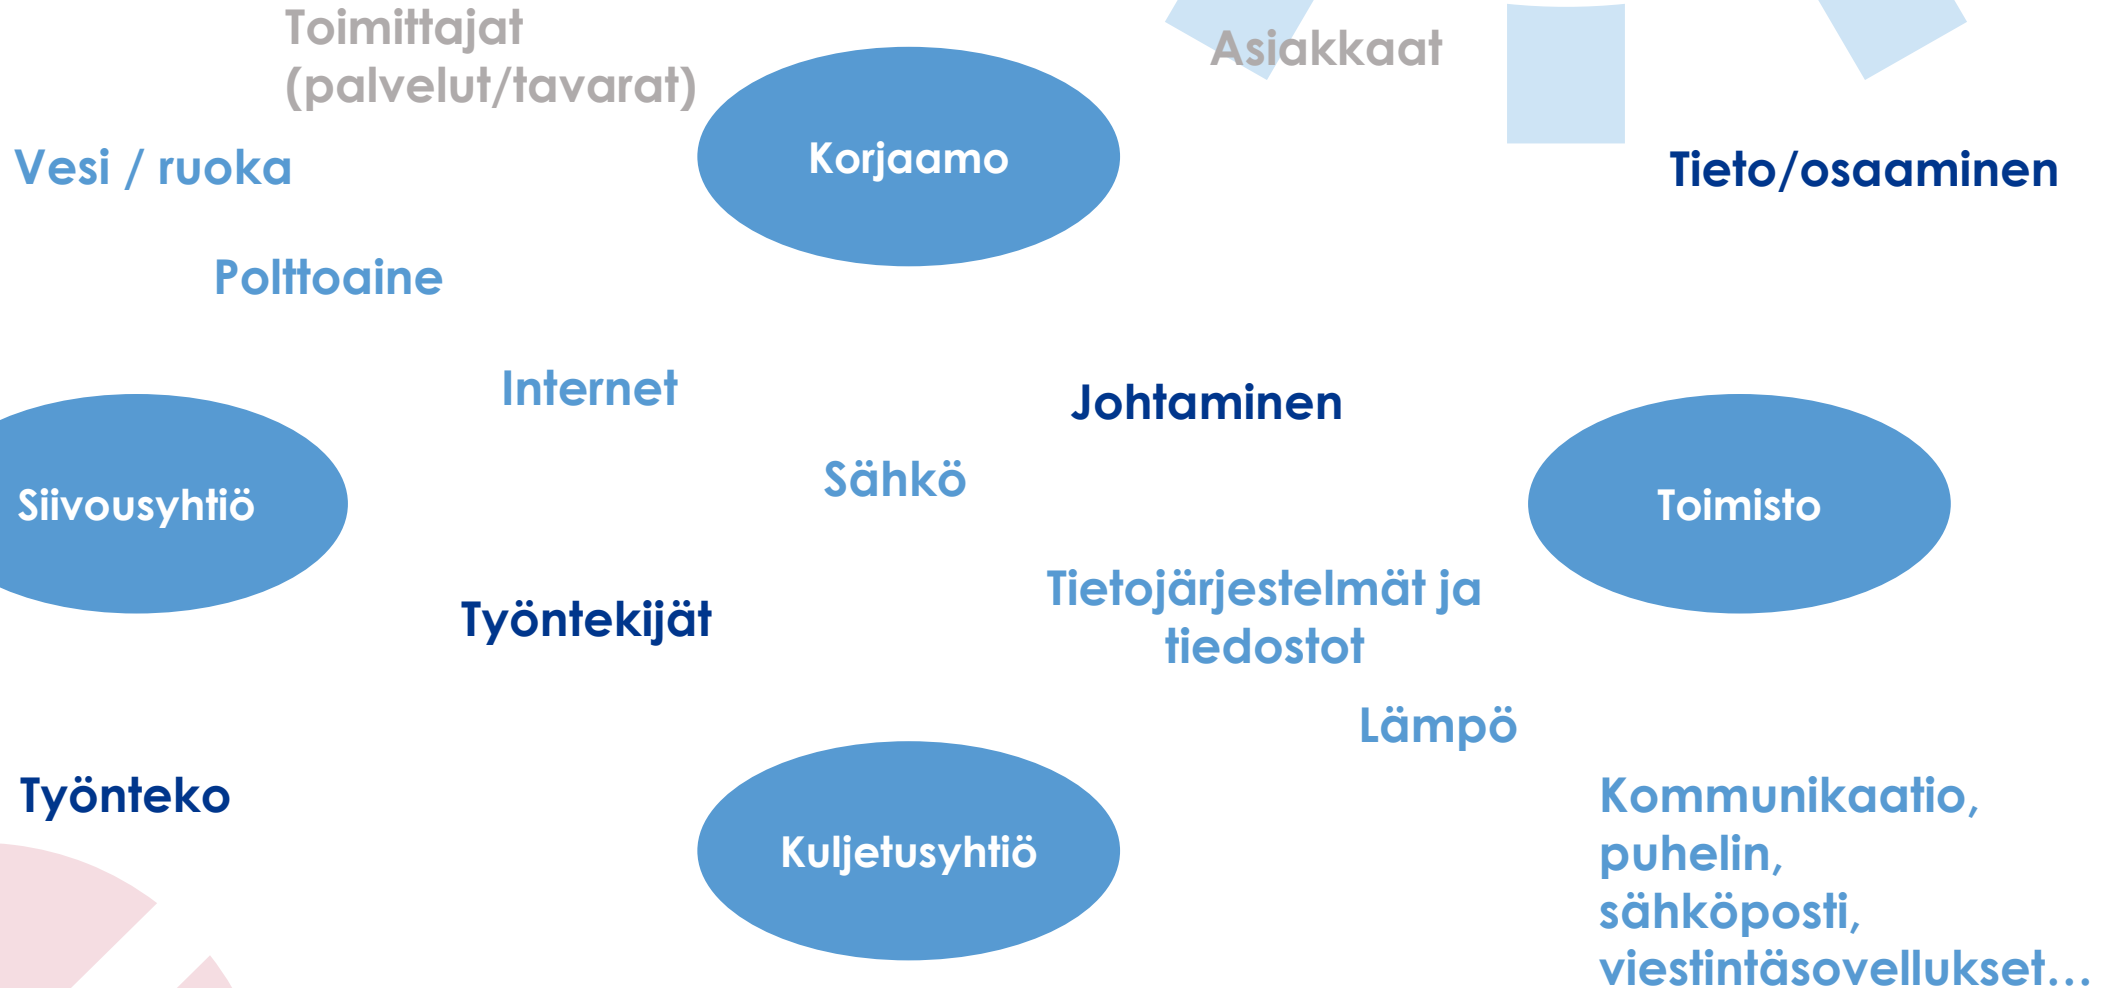 Toimittajat
(palvelut/tavarat)
Asiakkaat
Korjaamo
Vesi / ruoka
Tieto/osaaminen
Polttoaine
Internet
Johtaminen
Sähkö
Siivousyhtiö
Toimisto
Tietojärjestelmät ja
tiedostot
Työntekijät
Lämpö
Työnteko
Kuljetusyhtiö
Kommunikaatio,
puhelin,
sähköposti,
viestintäsovellukset…